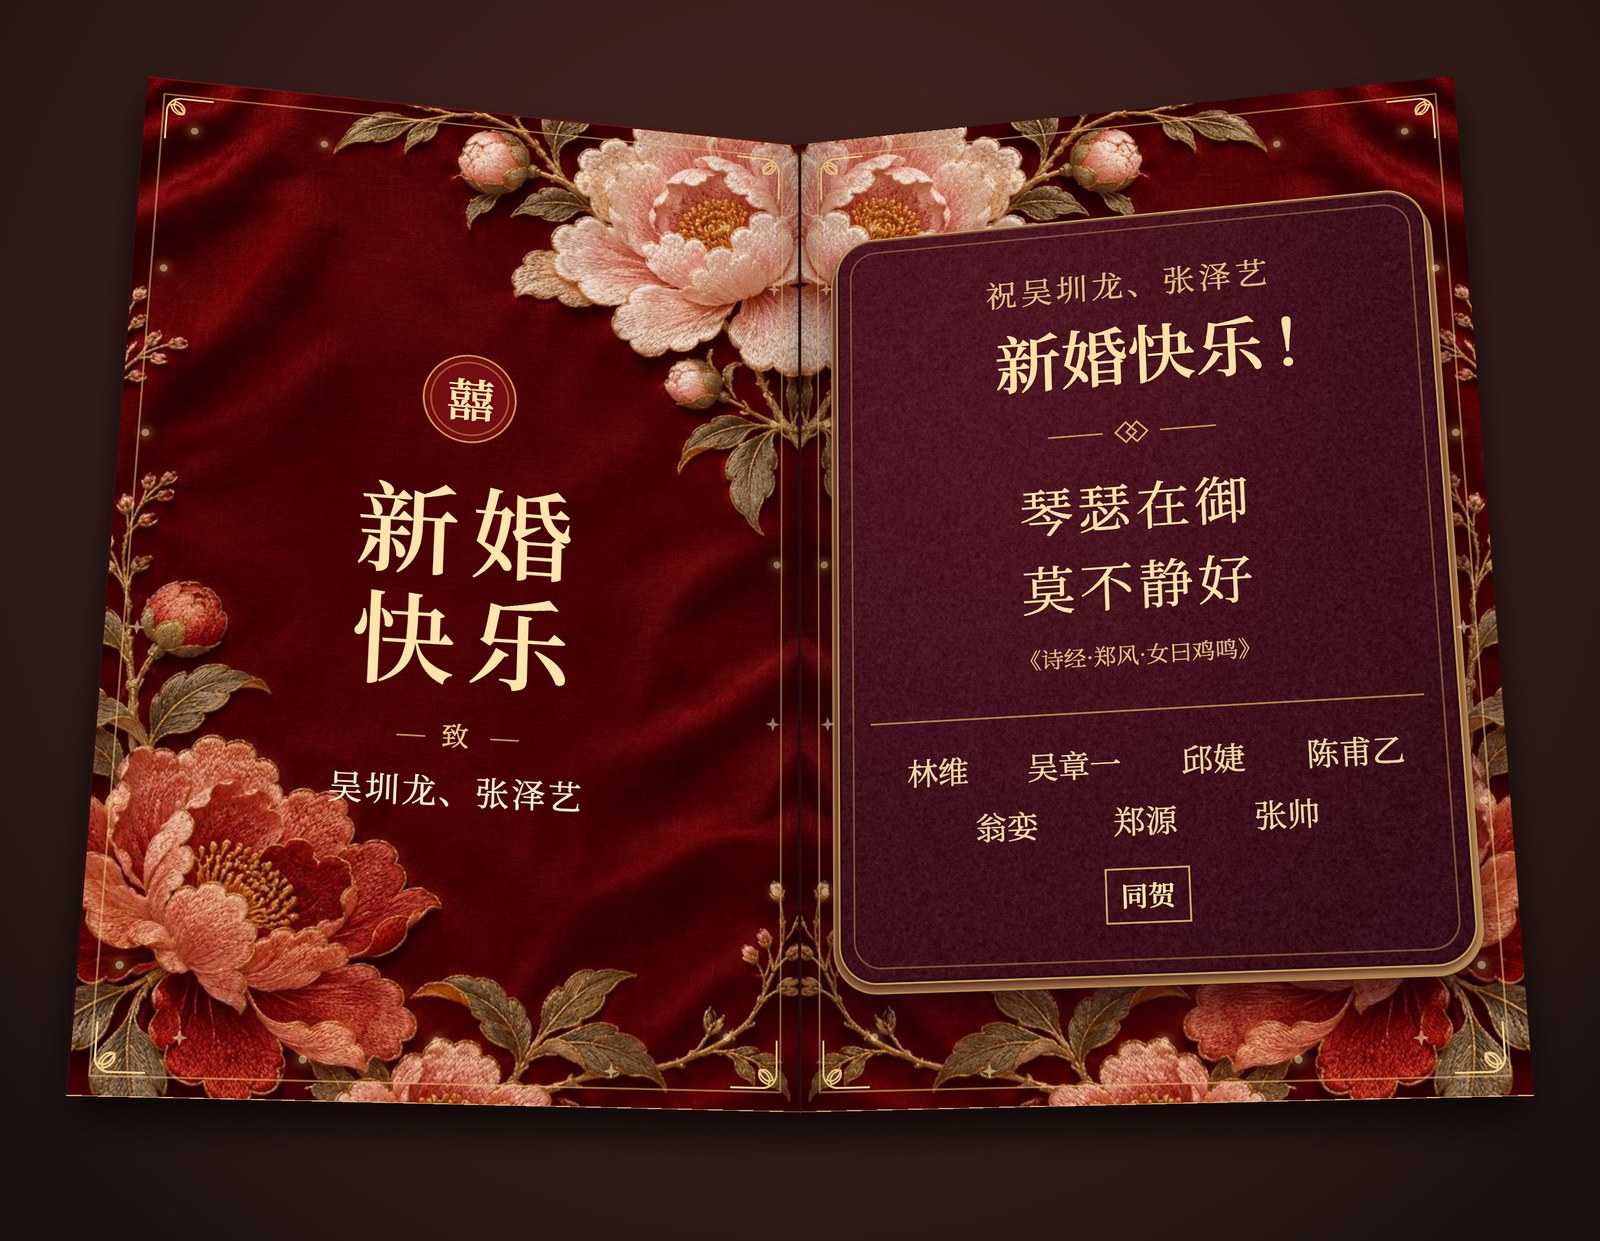 囍
新婚
快乐
致
吴圳龙、张泽艺
祝吴圳龙、张泽艺
新婚快乐！
琴瑟在御
莫不静好
《诗经·郑风·女曰鸡鸣》
林维 吴章一 邱婕 陈甫乙
翁娈 郑源 张帅
同贺